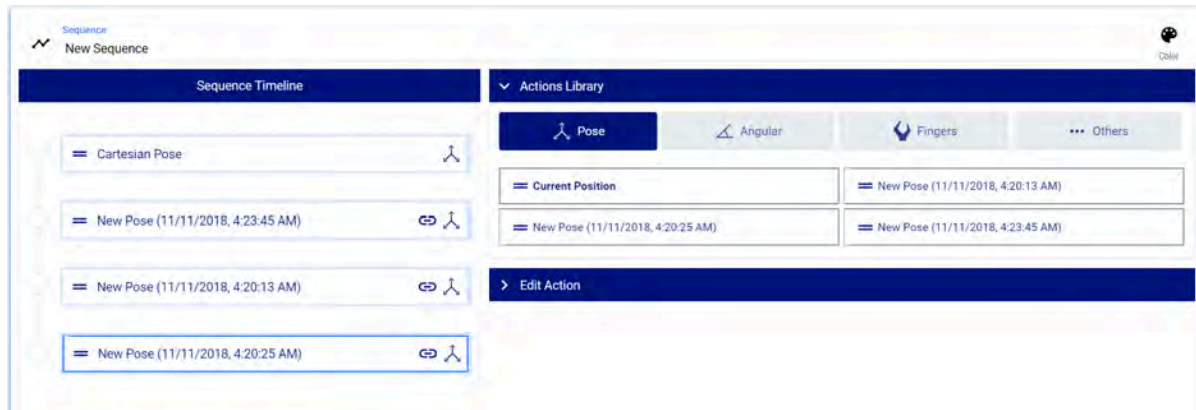 Sequence
New Sequence
Color
Sequence Timeline
Cartesian Pose
New Pose (11/11/2018, 4:23:45 AM)
New Pose (11/11/2018, 4:20:13 AM)
New Pose (11/11/2018, 4:20:25 AM)
Actions Library
Pose
Angular
Fingers
Others
Current Position
New Pose (11/11/2018, 4:20:13 AM)
New Pose (11/11/2018, 4:20:25 AM)
New Pose (11/11/2018, 4:23:45 AM)
Edit Action